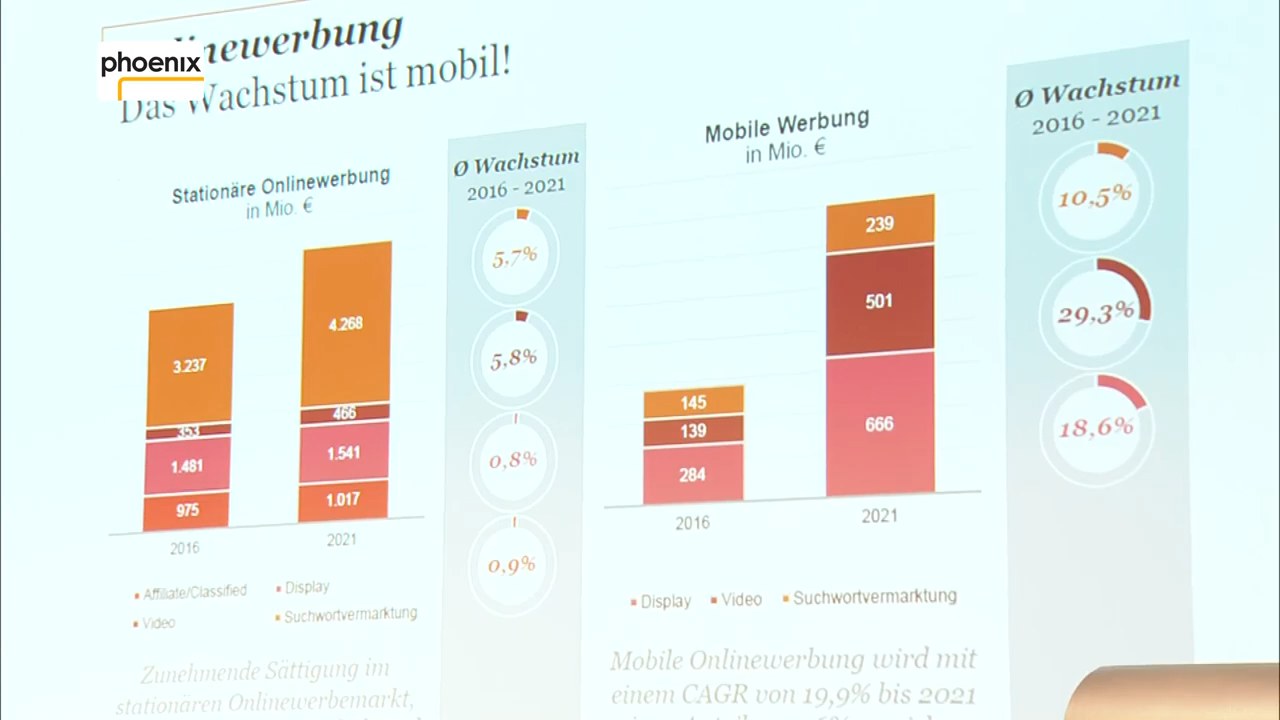 phoenix
linewerbung
Das Wachstum ist mobil!
Stationäre Onlinewerbung
in Mio. €
3.237
353
1.481
975
2016
4.268
466
1.541
1.017
2021
Affiliate/Classified
Display
Video
Suchwortvermarktung
Zunehmende Sättigung im
stationären Onlinewerbemarkt,
Ø Wachstum
2016 - 2021
5,7%
5,8%
0,8%
0,9%
Mobile Werbung
in Mio. €
145
139
284
2016
239
501
666
2021
Display
Video
Suchwortvermarktung
Mobile Onlinewerbung wird mit
einem CAGR von 19,9% bis 2021
Ø Wachstum
2016 - 2021
10,5%
29,3%
18,6%